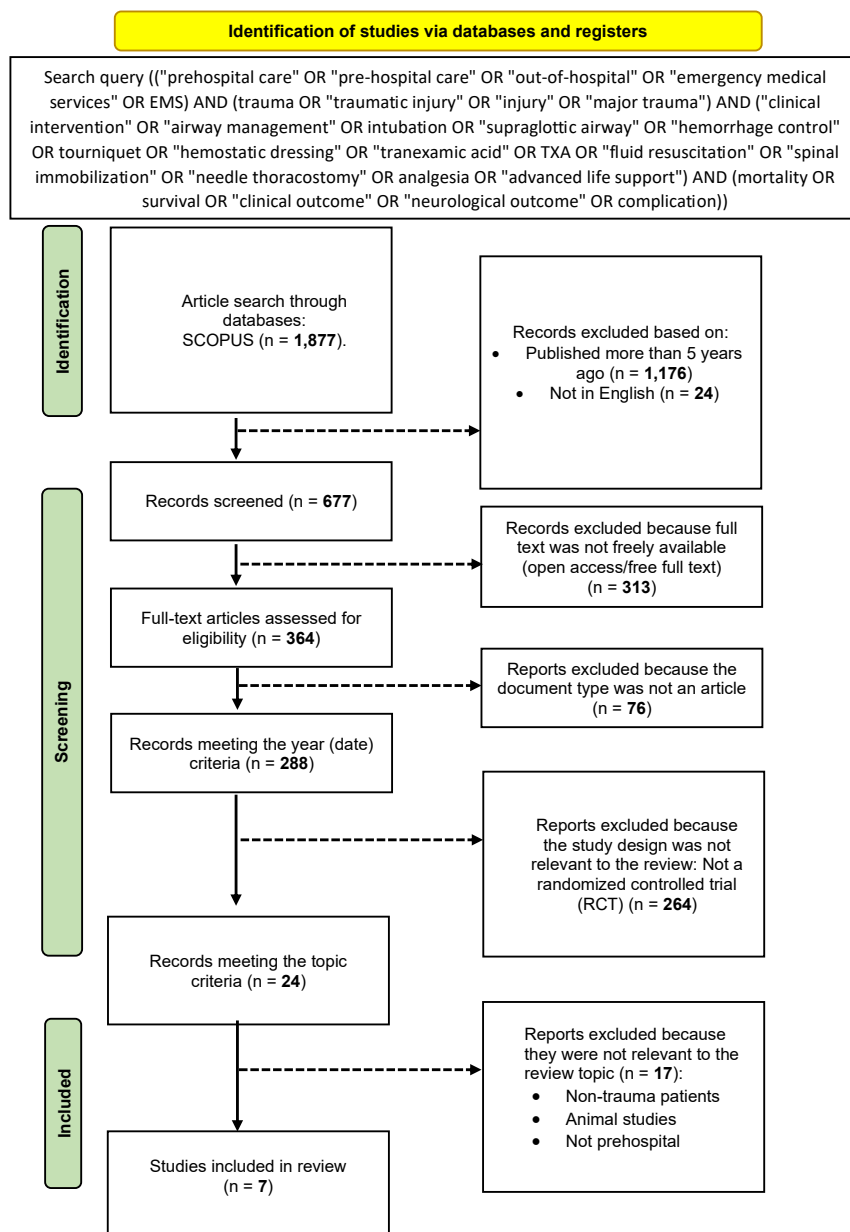 Identification of studies via databases and registers
Search query (("prehospital care" OR "pre-hospital care" OR "out-of-hospital" OR "emergency medical
services" OR EMS) AND (trauma OR "traumatic injury" OR "injury" OR "major trauma") AND ("clinical
intervention" OR "airway management" OR intubation OR "supraglottic airway" OR "hemorrhage control"
OR tourniquet OR "hemostatic dressing" OR "tranexamic acid" OR TXA OR "fluid resuscitation" OR "spinal
immobilization" OR "needle thoracostomy" OR analgesia OR "advanced life support") AND (mortality OR
survival OR "clinical outcome" OR "neurological outcome" OR complication))
Identification
Article search through
databases:
SCOPUS (n = 1,877).
Records excluded based on:
• Published more than 5 years
ago (n = 1,176)
• Not in English (n = 24)
Screening
Records screened (n = 677)
Records excluded because full
text was not freely available
(open access/free full text)
(n = 313)
Full-text articles assessed for
eligibility (n = 364)
Reports excluded because the
document type was not an article
(n = 76)
Records meeting the year (date)
criteria (n = 288)
Reports excluded because
the study design was not
relevant to the review: Not a
randomized controlled trial
(RCT) (n = 264)
Records meeting the topic
criteria (n = 24)
Included
Reports excluded because
they were not relevant to the
review topic (n = 17):
• Non-trauma patients
• Animal studies
• Not prehospital
Studies included in review
(n = 7)